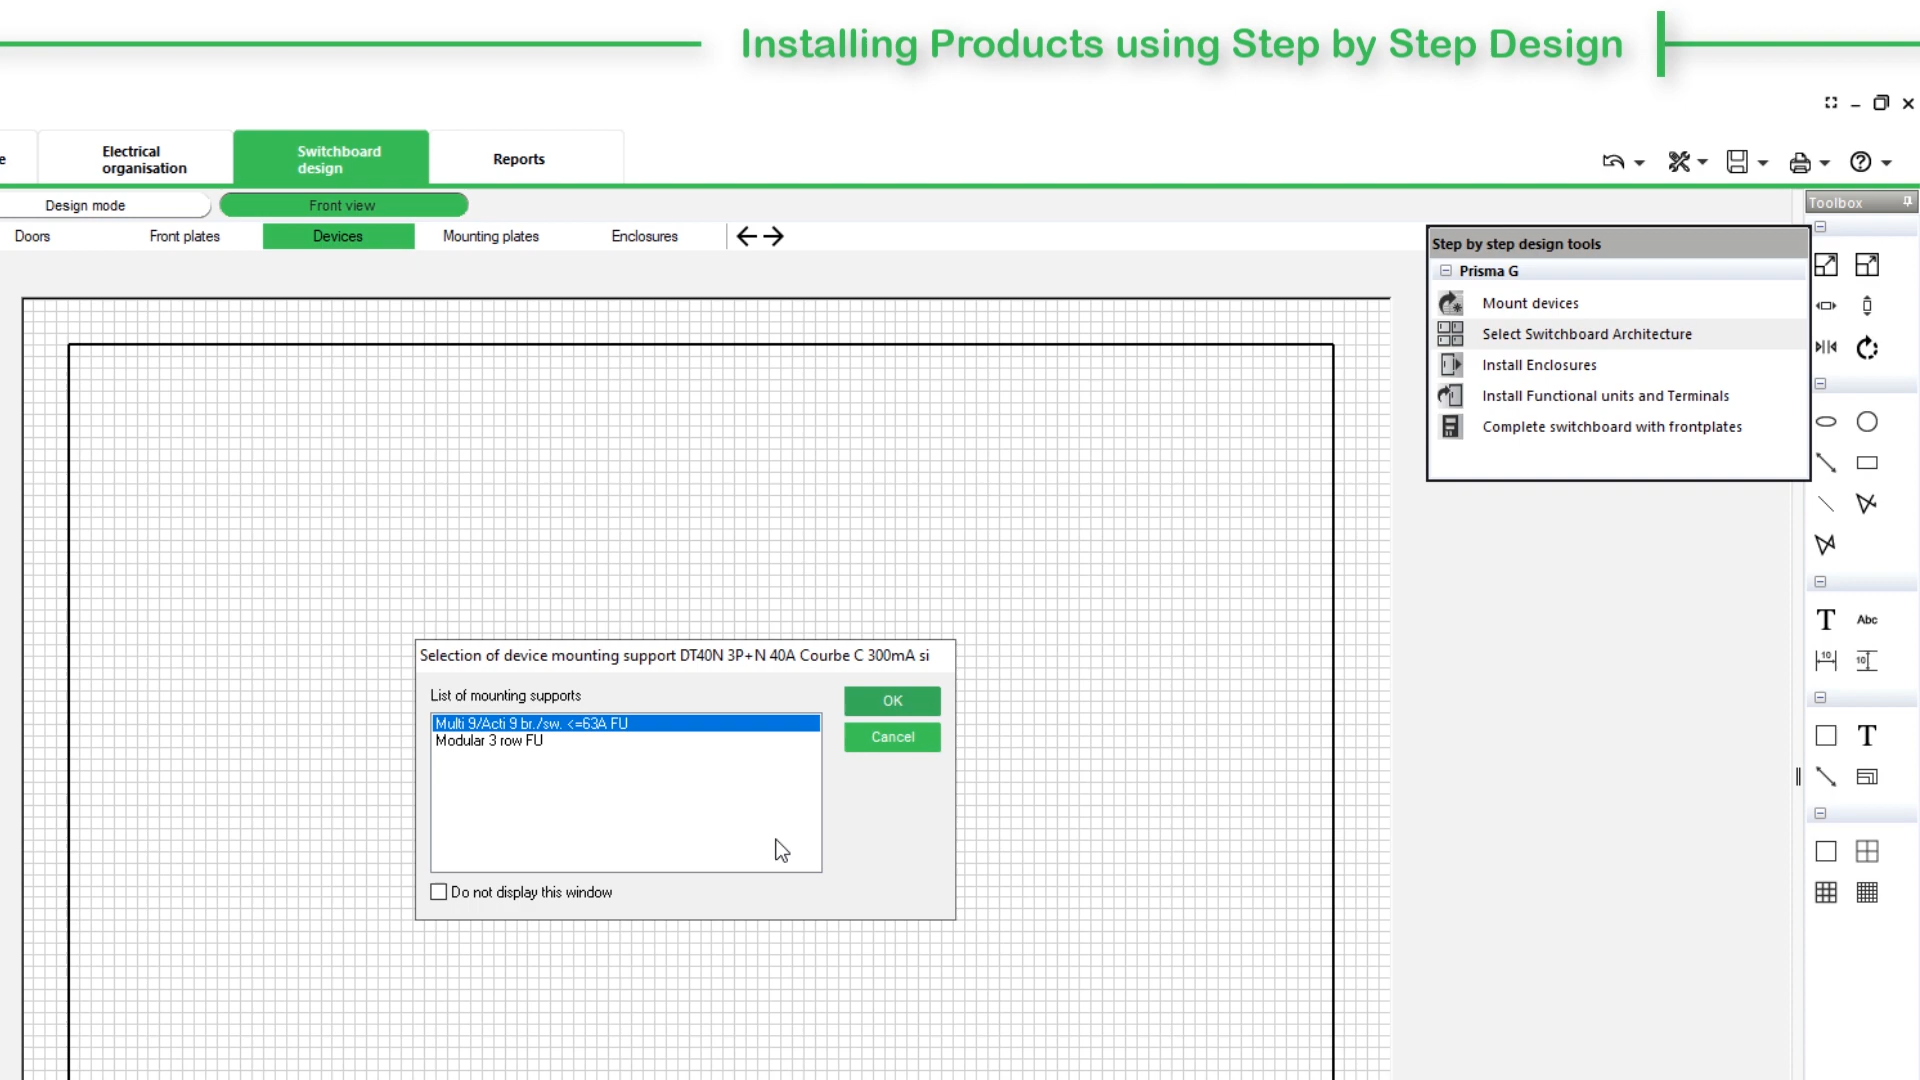 Installing Products using Step by Step Design
e
Electrical
organisation
Switchboard
design
Reports
Design mode
Front view
Toolbox
Doors
Front plates
Devices
Mounting plates
Enclosures
Step by step design tools
Prisma G
Mount devices
Select Switchboard Architecture
Install Enclosures
Install Functional units and Terminals
Complete switchboard with frontplates
T
Abc
10
10
T
Selection of device mounting support DT40N 3P+N 40A Courbe C 300mA si
List of mounting supports
OK
Multi 9/Acti 9 br./sw. <=63A FU
Modular 3 row FU
Cancel
Do not display this window